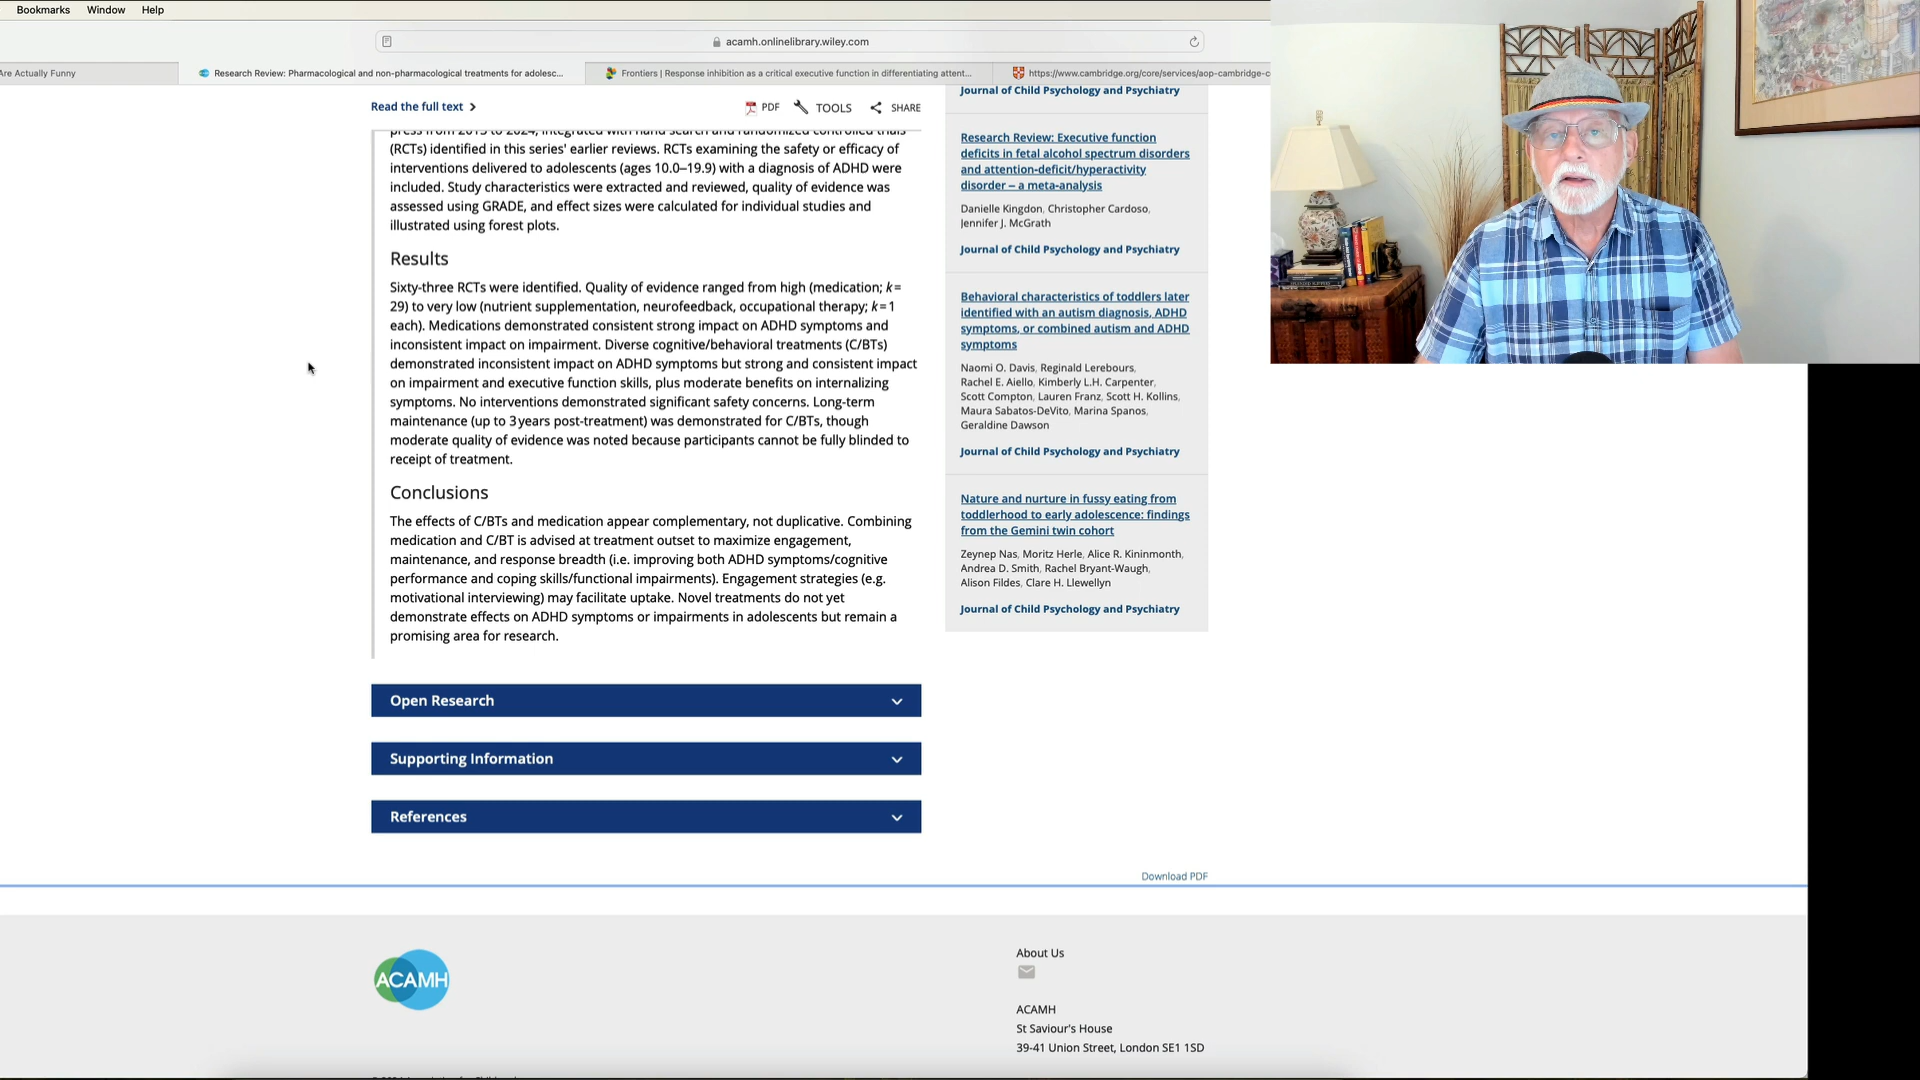 Bookmarks Window Help
acamh.onlinelibrary.wiley.com
Are Actually Funny
Research Review: Pharmacological and non-pharmacological treatments for adolesc...
Frontiers | Response inhibition as a critical executive function in differentiating attent...
https://www.cambridge.org/core/services/aop-cambridge-c
Read the full text
PDF
TOOLS
SHARE
press from 2013 to 2024, integrated with hand search and randomized controlled trials
(RCTs) identified in this series' earlier reviews. RCTs examining the safety or efficacy of
interventions delivered to adolescents (ages 10.0–19.9) with a diagnosis of ADHD were
included. Study characteristics were extracted and reviewed, quality of evidence was
assessed using GRADE, and effect sizes were calculated for individual studies and
illustrated using forest plots.
Results
Sixty-three RCTs were identified. Quality of evidence ranged from high (medication; k =
29) to very low (nutrient supplementation, neurofeedback, occupational therapy; k = 1
each). Medications demonstrated consistent strong impact on ADHD symptoms and
inconsistent impact on impairment. Diverse cognitive/behavioral treatments (C/BTs)
demonstrated inconsistent impact on ADHD symptoms but strong and consistent impact
on impairment and executive function skills, plus moderate benefits on internalizing
symptoms. No interventions demonstrated significant safety concerns. Long-term
maintenance (up to 3 years post-treatment) was demonstrated for C/BTs, though
moderate quality of evidence was noted because participants cannot be fully blinded to
receipt of treatment.
Conclusions
The effects of C/BTs and medication appear complementary, not duplicative. Combining
medication and C/BT is advised at treatment outset to maximize engagement,
maintenance, and response breadth (i.e. improving both ADHD symptoms/cognitive
performance and coping skills/functional impairments). Engagement strategies (e.g.
motivational interviewing) may facilitate uptake. Novel treatments do not yet
demonstrate effects on ADHD symptoms or impairments in adolescents but remain a
promising area for research.
Open Research
Supporting Information
References
Journal of Child Psychology and Psychiatry
Research Review: Executive function
deficits in fetal alcohol spectrum disorders
and attention-deficit/hyperactivity
disorder – a meta-analysis
Danielle Kingdon, Christopher Cardoso,
Jennifer J. McGrath
Journal of Child Psychology and Psychiatry
Behavioral characteristics of toddlers later
identified with an autism diagnosis, ADHD
symptoms, or combined autism and ADHD
symptoms
Naomi O. Davis, Reginald Lerebours,
Rachel E. Aiello, Kimberly L.H. Carpenter,
Scott Compton, Lauren Franz, Scott H. Kollins,
Maura Sabatos-DeVito, Marina Spanos,
Geraldine Dawson
Journal of Child Psychology and Psychiatry
Nature and nurture in fussy eating from
toddlerhood to early adolescence: findings
from the Gemini twin cohort
Zeynep Nas, Moritz Herle, Alice R. Kininmonth,
Andrea D. Smith, Rachel Bryant-Waugh,
Alison Fildes, Clare H. Llewellyn
Journal of Child Psychology and Psychiatry
Download PDF
ACAMH
About Us
ACAMH
St Saviour's House
39-41 Union Street, London SE1 1SD